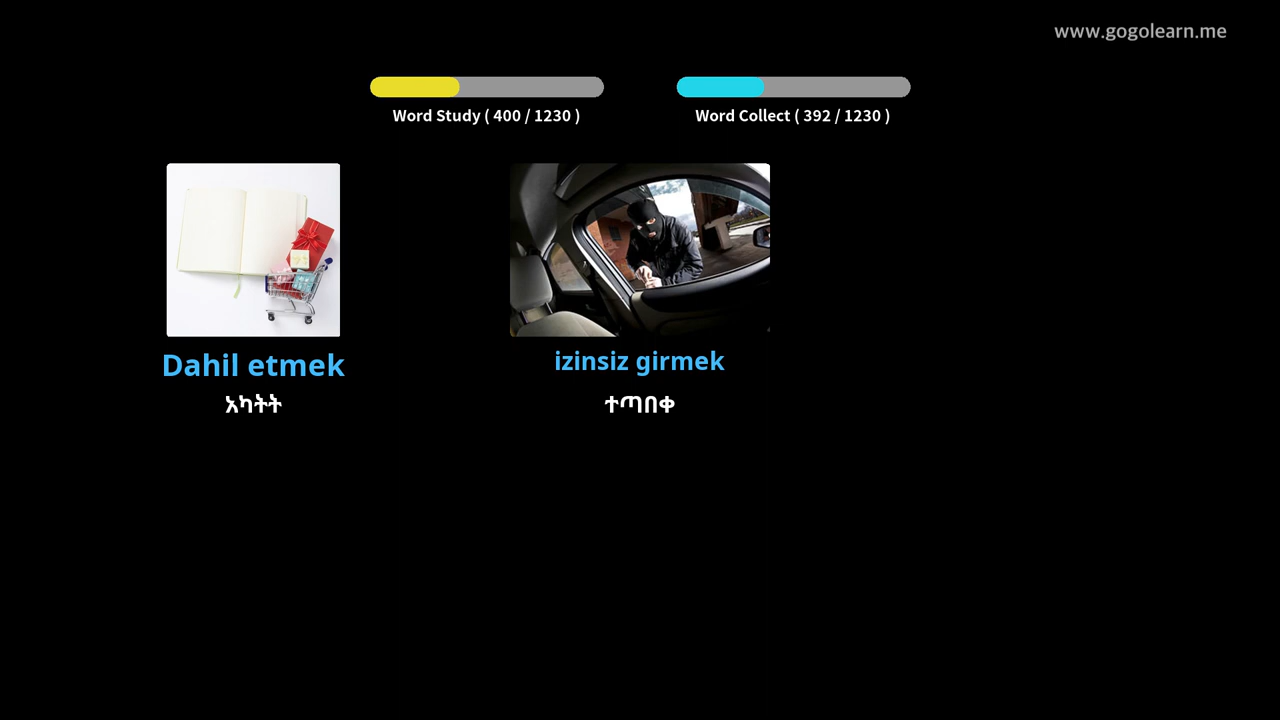 www.gogolearn.me
Word Study ( 400 / 1230 )
Word Collect ( 392 / 1230 )
Dahil etmek
አካትት
izinsiz girmek
ተጣበቀ